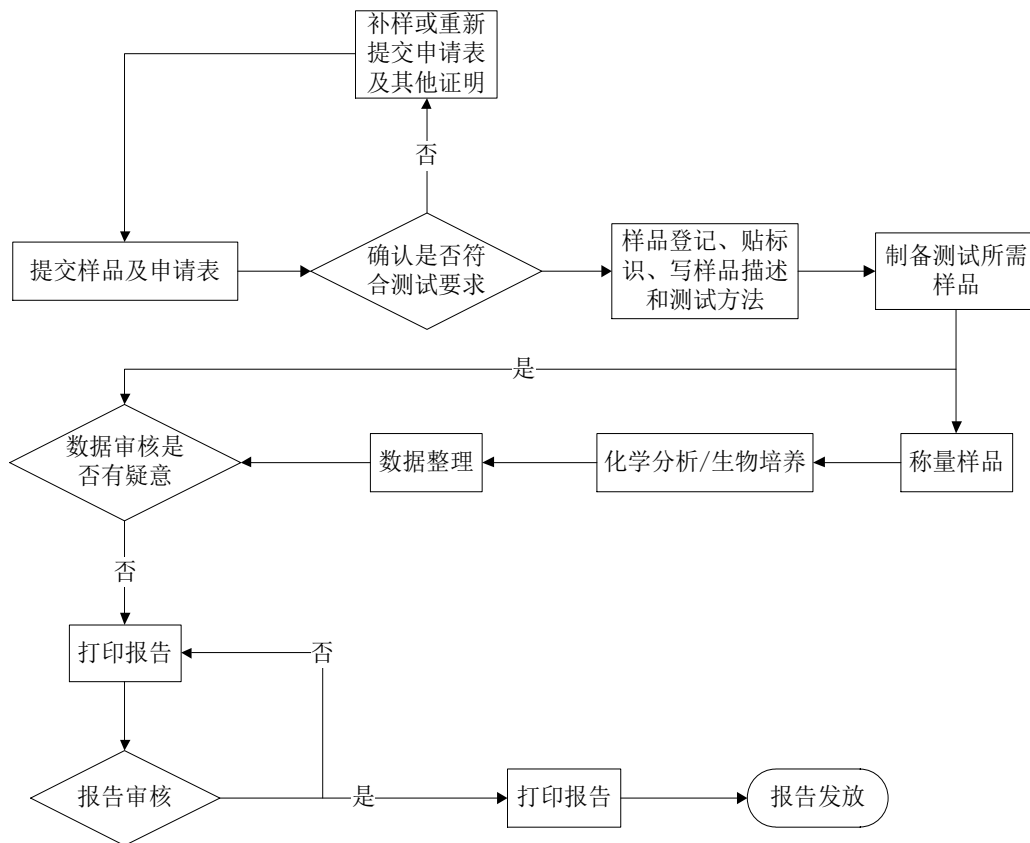 补样或重新
提交申请表
及其他证明
否
提交样品及申请表
确认是否符
合测试要求
样品登记、贴标
识、写样品描述
和测试方法
制备测试所需
样品
是
数据审核是
否有疑意
数据整理
化学分析/生物培养
称量样品
否
打印报告
否
报告审核
是
打印报告
报告发放